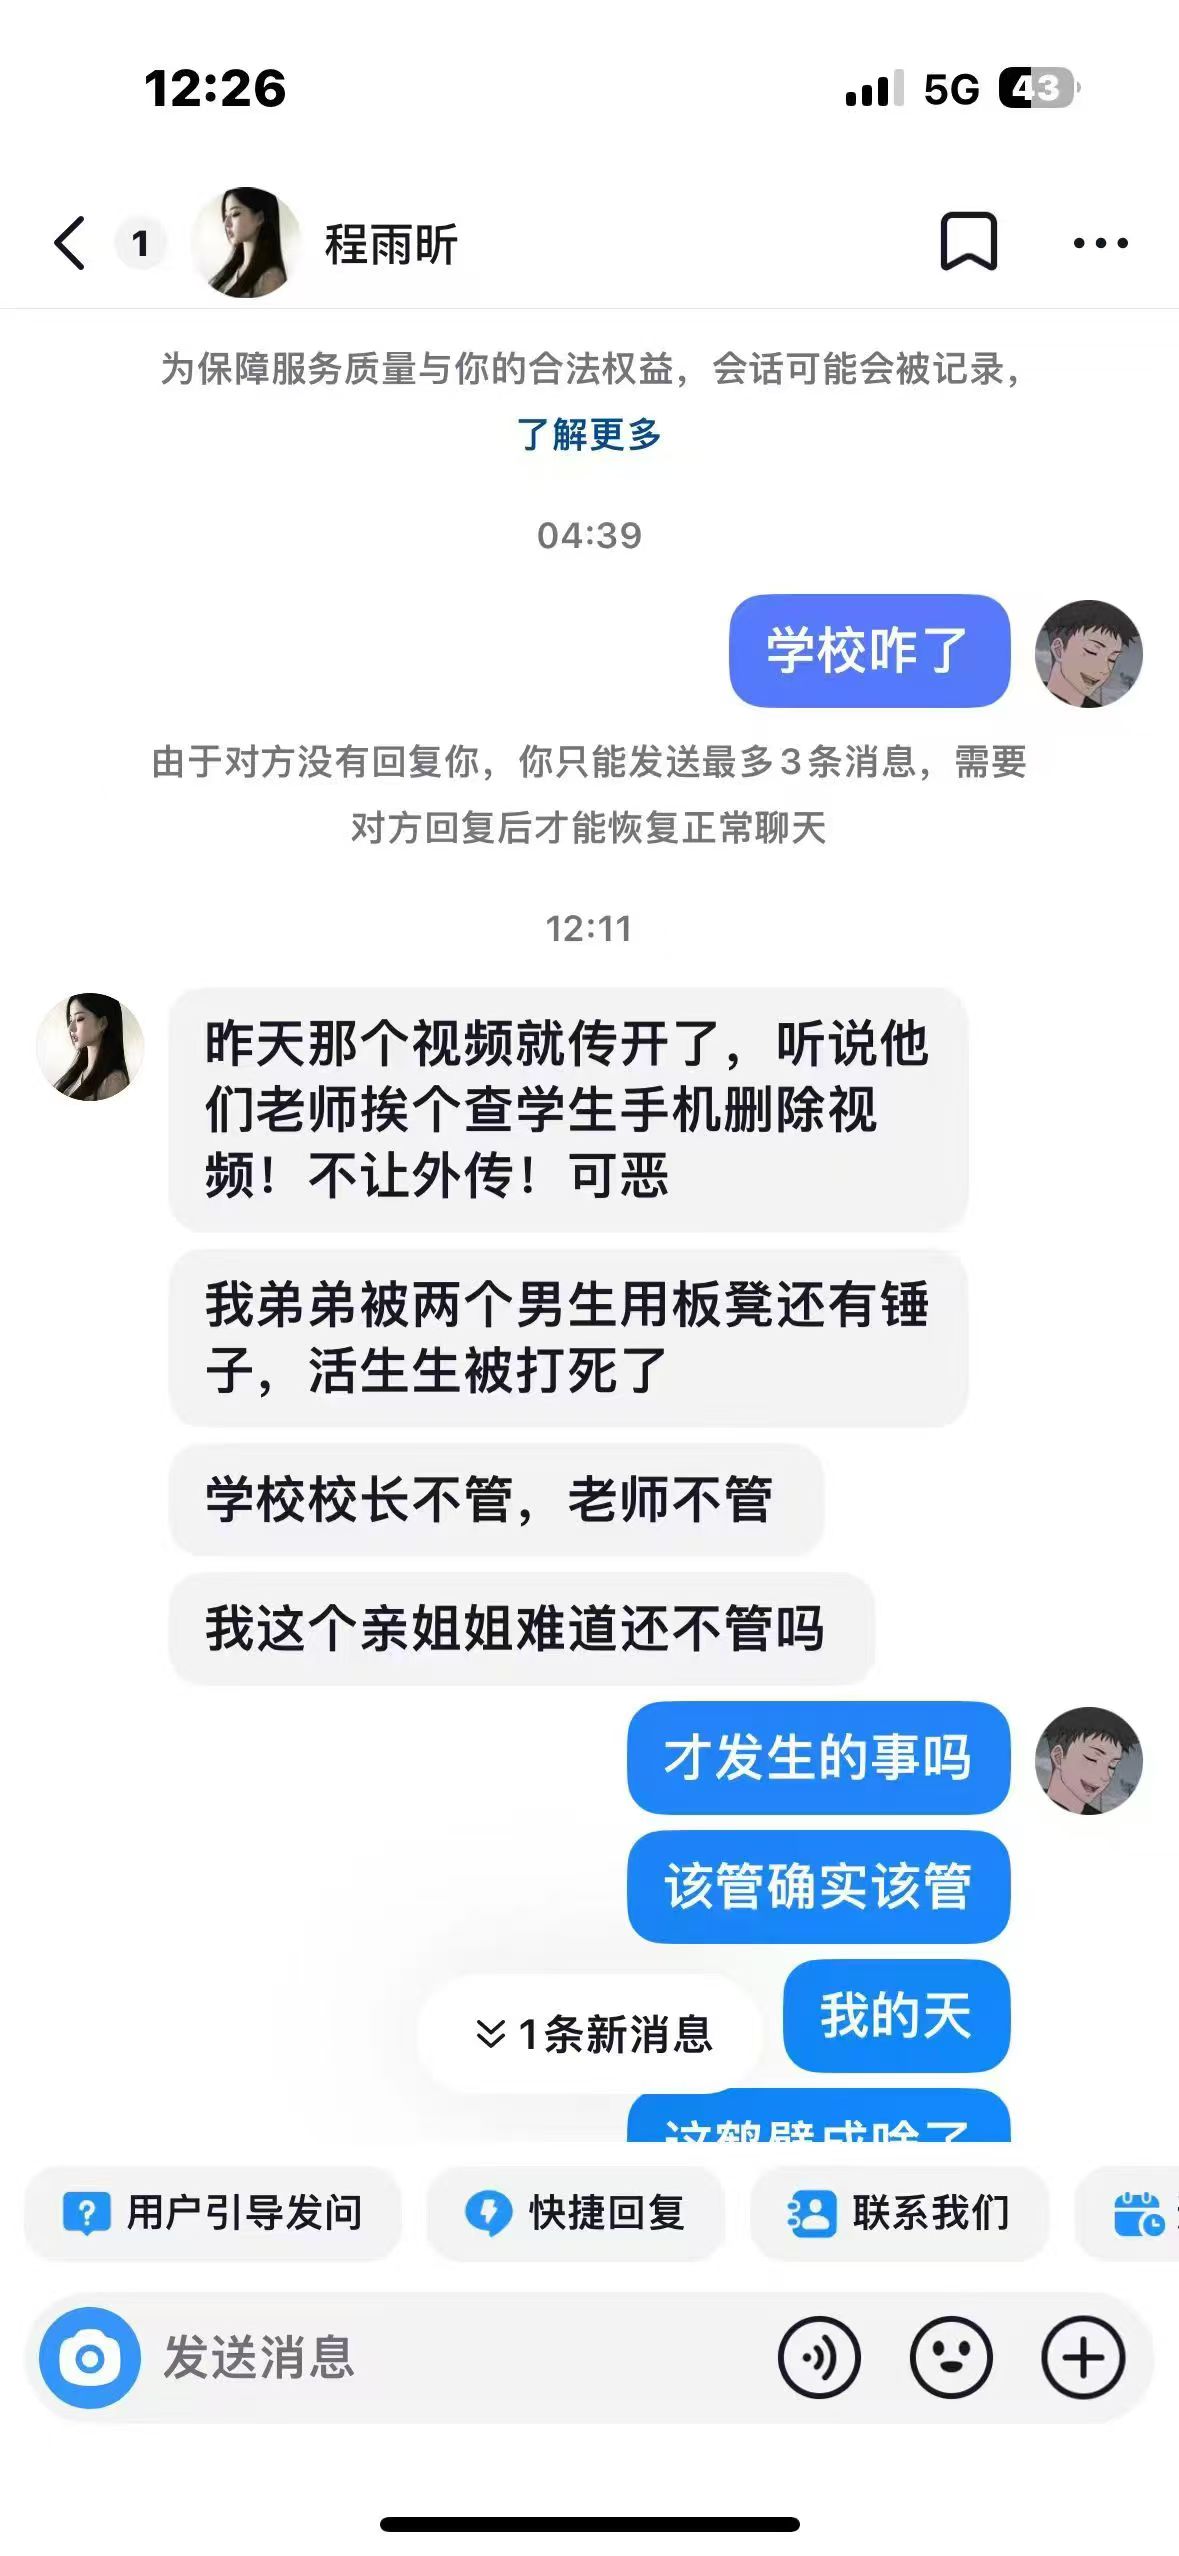 12:26
5G
43
1
程雨昕
为保障服务质量与你的合法权益，会话可能会被记录，
了解更多
04:39
学校咋了
由于对方没有回复你，你只能发送最多3条消息，需要
对方回复后才能恢复正常聊天
12:11
昨天那个视频就传开了，听说他
们老师挨个查学生手机删除视
频！不让外传！可恶
我弟弟被两个男生用板凳还有锤
子，活生生被打死了
学校校长不管，老师不管
我这个亲姐姐难道还不管吗
才发生的事吗
该管确实该管
我的天
1条新消息
这鹤壁成啥了
用户引导发问
快捷回复
联系我们
发送消息